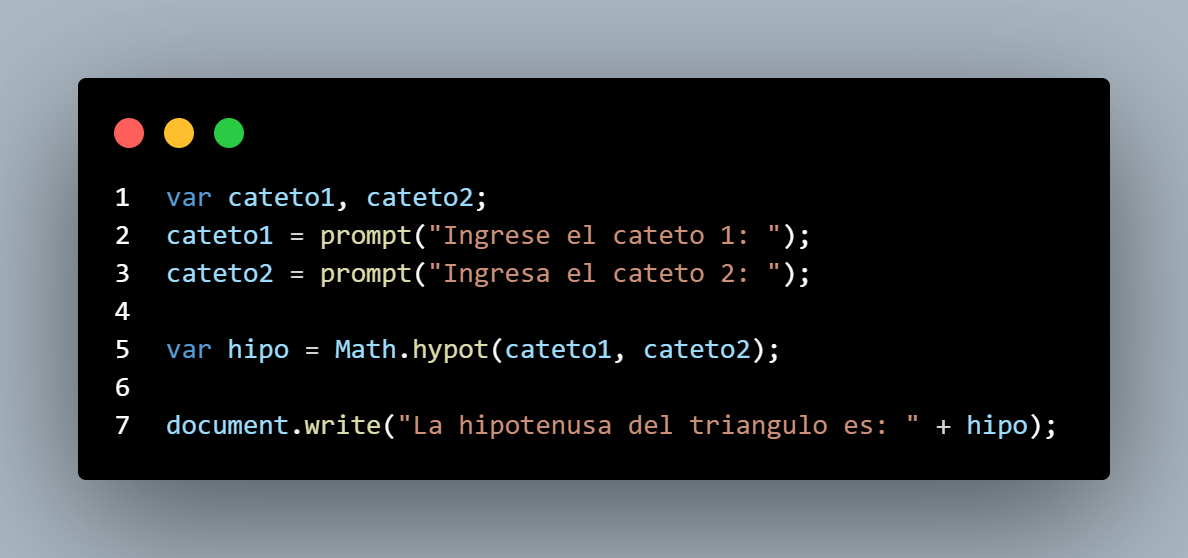 1 var cateto1, cateto2;
2 cateto1 = prompt("Ingrese el cateto 1: ");
3 cateto2 = prompt("Ingresa el cateto 2: ");
4
5 var hipo = Math.hypot(cateto1, cateto2);
6
7 document.write("La hipotenusa del triangulo es: " + hipo);